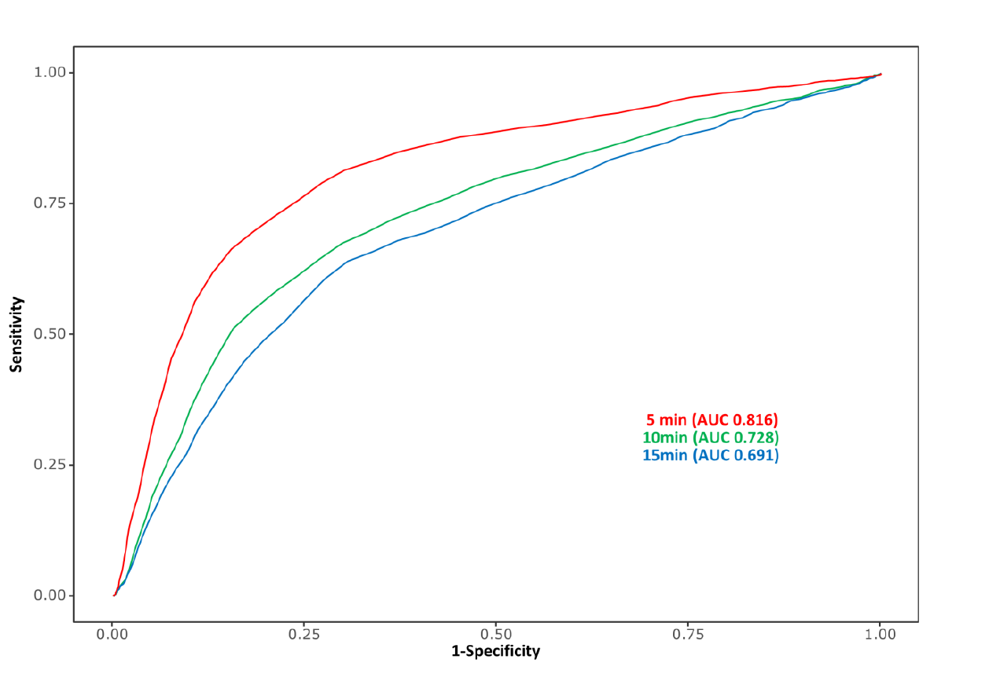 1.00
0.75
0.50
0.25
0.00
Sensitivity
5 min (AUC 0.816)
10min (AUC 0.728)
15min (AUC 0.691)
0.00 0.25 0.50 0.75 1.00
1-Specificity